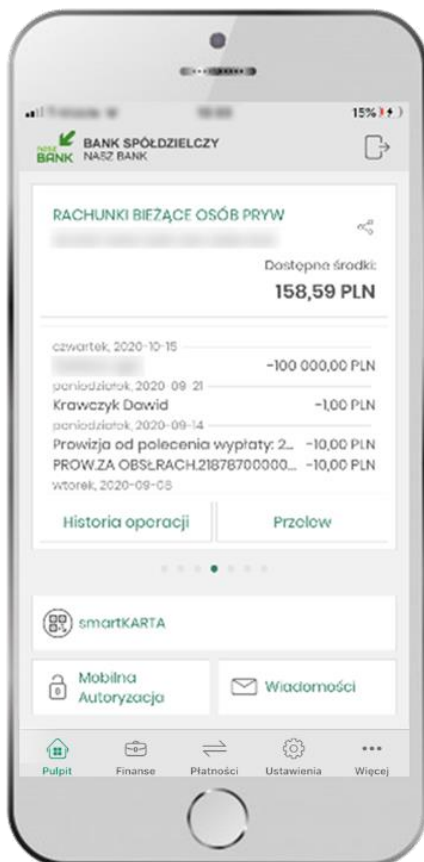 15%
NASZ BANK
BANK SPÓŁDZIELCZY
NASZ BANK
RACHUNKI BIEŻĄCE OSÓB PRYW
Dostępne środki:
158,59 PLN
czwartek, 2020-10-15
-100 000,00 PLN
poniedziałek, 2020-09-21
Krawczyk Dawid -1,00 PLN
poniedziałek, 2020-09-14
Prowizja od polecenia wypłaty: 2... -10,00 PLN
PROW.ZA OBSŁRACH.21878700000... -10,00 PLN
wtorek, 2020-09-08
Historia operacji Przelew
smartKARTA
Mobilna
Autoryzacja
Wiadomości
Pulpit Finanse Płatności Ustawienia Więcej